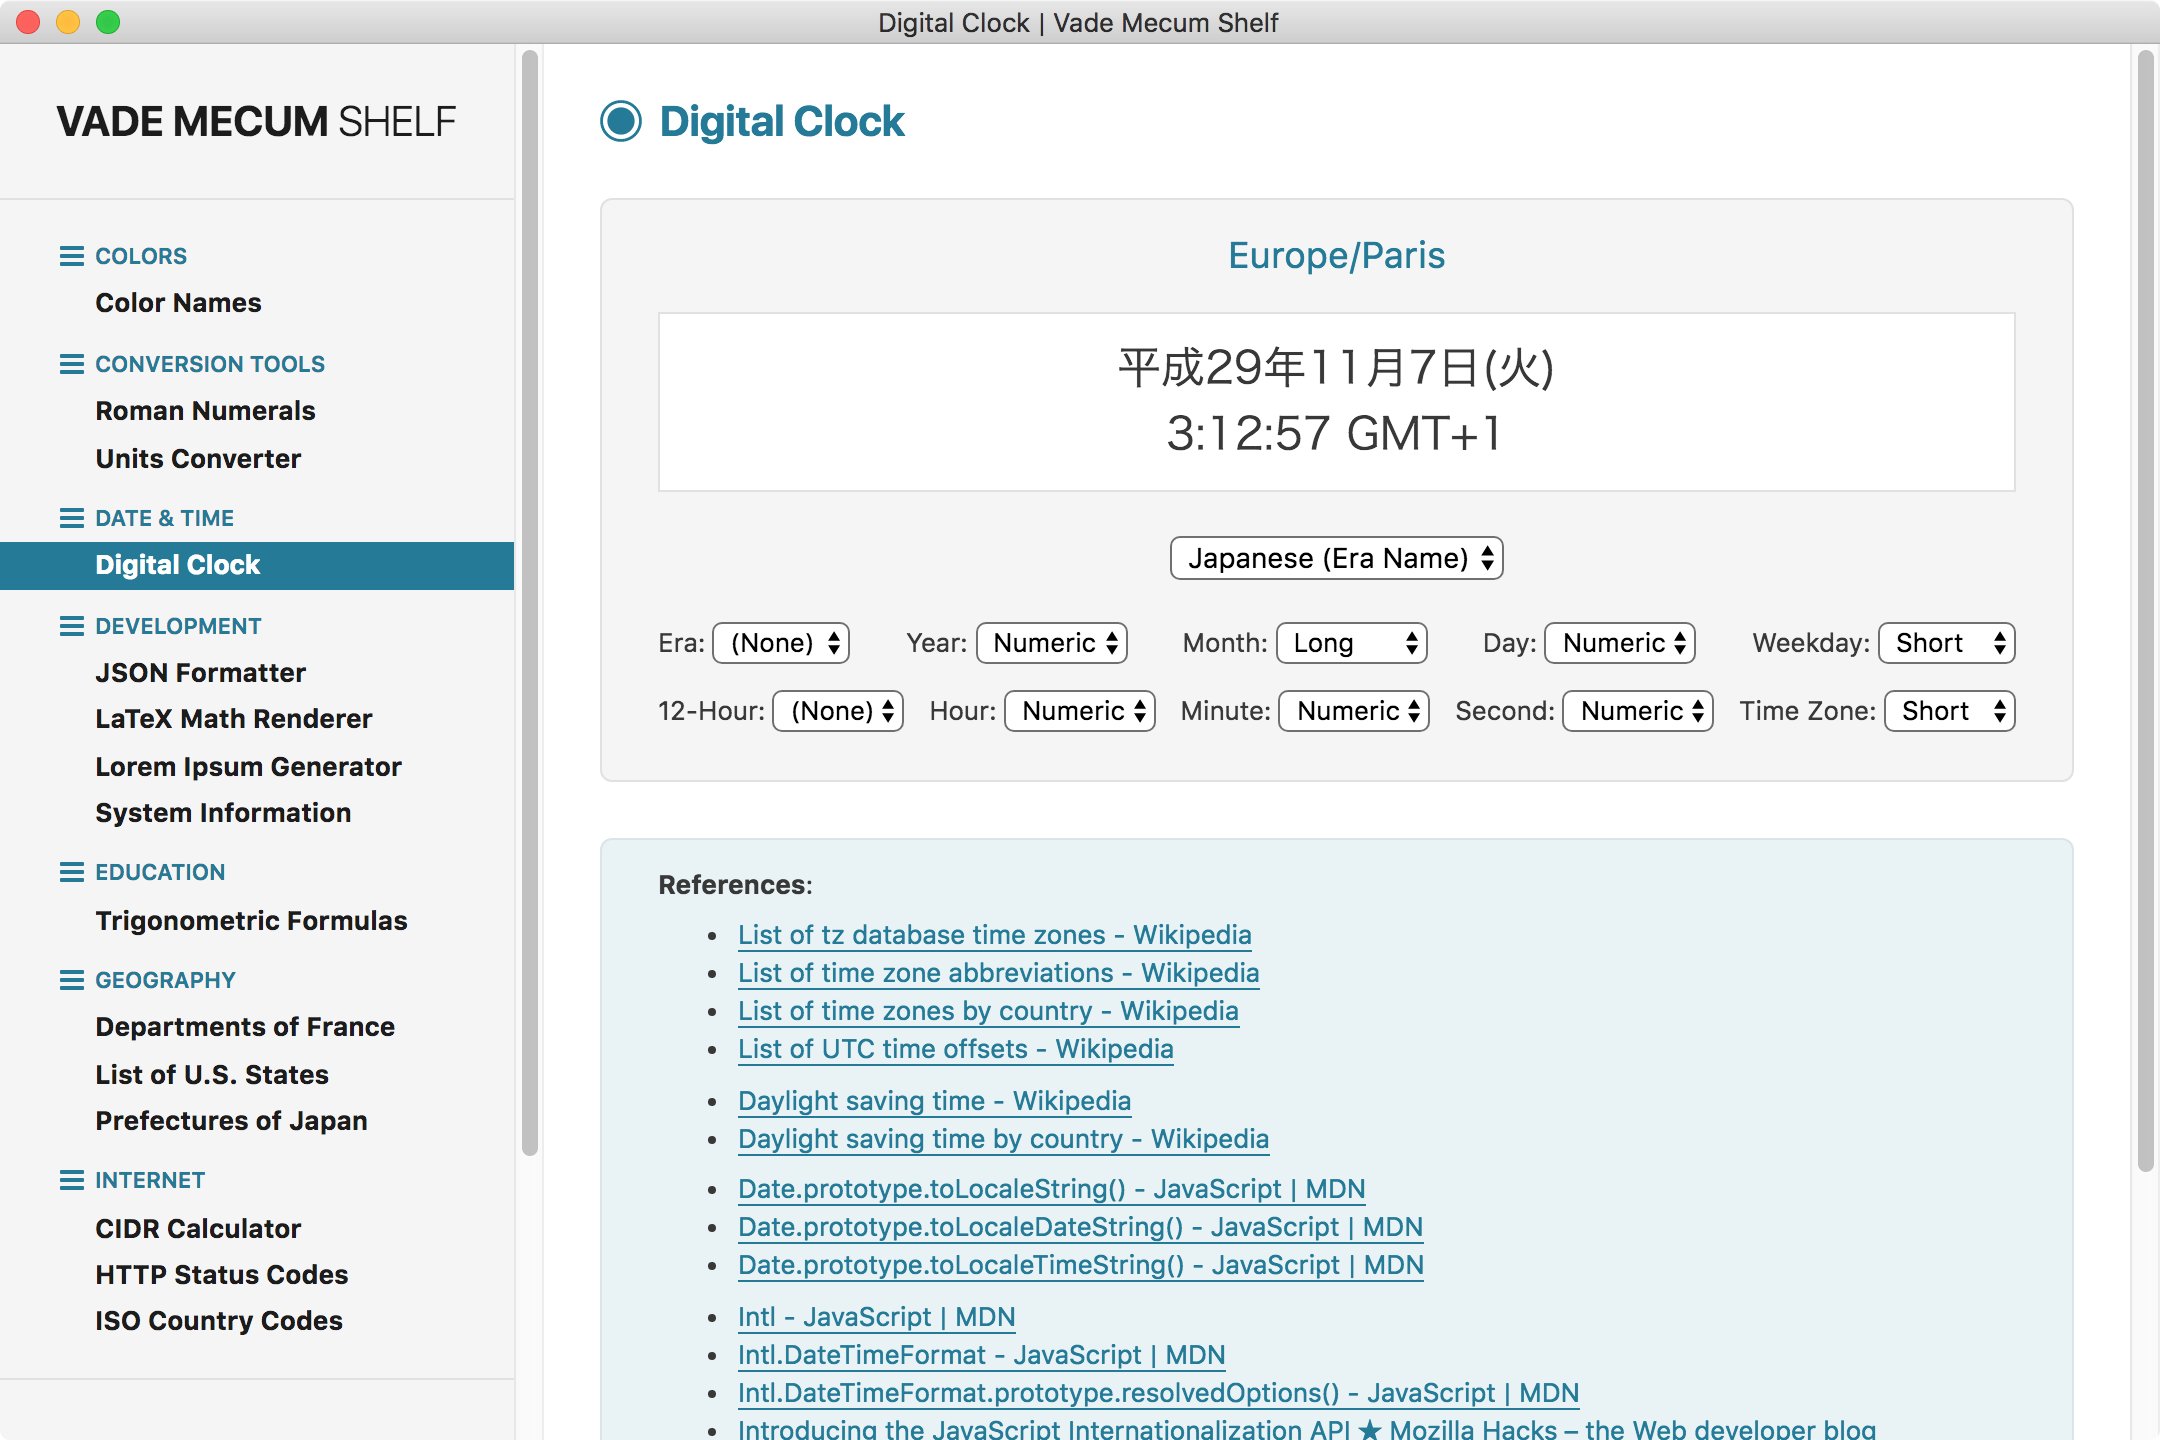 Digital Clock | Vade Mecum Shelf
VADE MECUM SHELF
COLORS
Color Names
CONVERSION TOOLS
Roman Numerals
Units Converter
DATE & TIME
Digital Clock
DEVELOPMENT
JSON Formatter
LaTeX Math Renderer
Lorem Ipsum Generator
System Information
EDUCATION
Trigonometric Formulas
GEOGRAPHY
Departments of France
List of U.S. States
Prefectures of Japan
INTERNET
CIDR Calculator
HTTP Status Codes
ISO Country Codes
Digital Clock
Europe/Paris
平成29年11月7日(火)
3:12:57 GMT+1
Japanese (Era Name)
Era: (None) Year: Numeric Month: Long Day: Numeric Weekday: Short
12-Hour: (None) Hour: Numeric Minute: Numeric Second: Numeric Time Zone: Short
References:
List of tz database time zones - Wikipedia
List of time zone abbreviations - Wikipedia
List of time zones by country - Wikipedia
List of UTC time offsets - Wikipedia
Daylight saving time - Wikipedia
Daylight saving time by country - Wikipedia
Date.prototype.toLocaleString() - JavaScript | MDN
Date.prototype.toLocaleDateString() - JavaScript | MDN
Date.prototype.toLocaleTimeString() - JavaScript | MDN
Intl - JavaScript | MDN
Intl.DateTimeFormat - JavaScript | MDN
Intl.DateTimeFormat.prototype.resolvedOptions() - JavaScript | MDN
Introducing the JavaScript Internationalization API ★ Mozilla Hacks – the Web developer blog